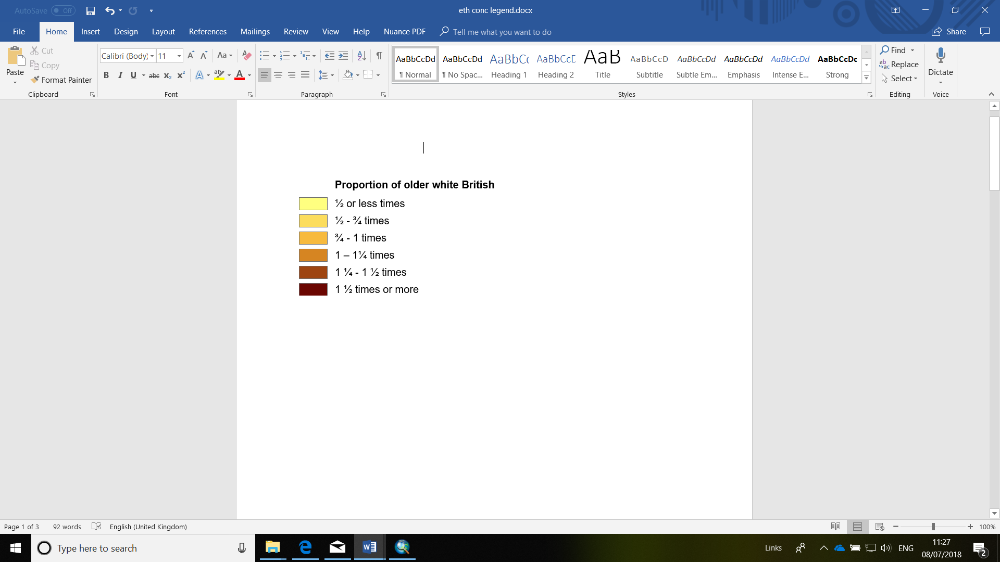 AutoSave Off
eth conc legend.docx
File Home Insert Design Layout References Mailings Review View Help Nuance PDF Tell me what you want to do Share
Paste
Cut
Copy
Format Painter
Clipboard
Calibri (Body) 11
Font
Paragraph
AaBbCcDd AaBbCcDd AaBbCc AaBbCcD AaB AaBbCcD AaBbCcDd AaBbCcDd AaBbCcDd AaBbCcDc
¶ Normal ¶ No Spac... Heading 1 Heading 2 Title Subtitle Subtle Em... Emphasis Intense E... Strong
Styles
Find
Replace
Select
Editing
Dictate
Voice
Proportion of older white British
½ or less times
½ - ¾ times
¾ - 1 times
1 – 1¼ times
1 ¼ - 1 ½ times
1 ½ times or more
Page 1 of 3 92 words English (United Kingdom) 100%
Type here to search
Links
ENG
11:27
08/07/2018
2